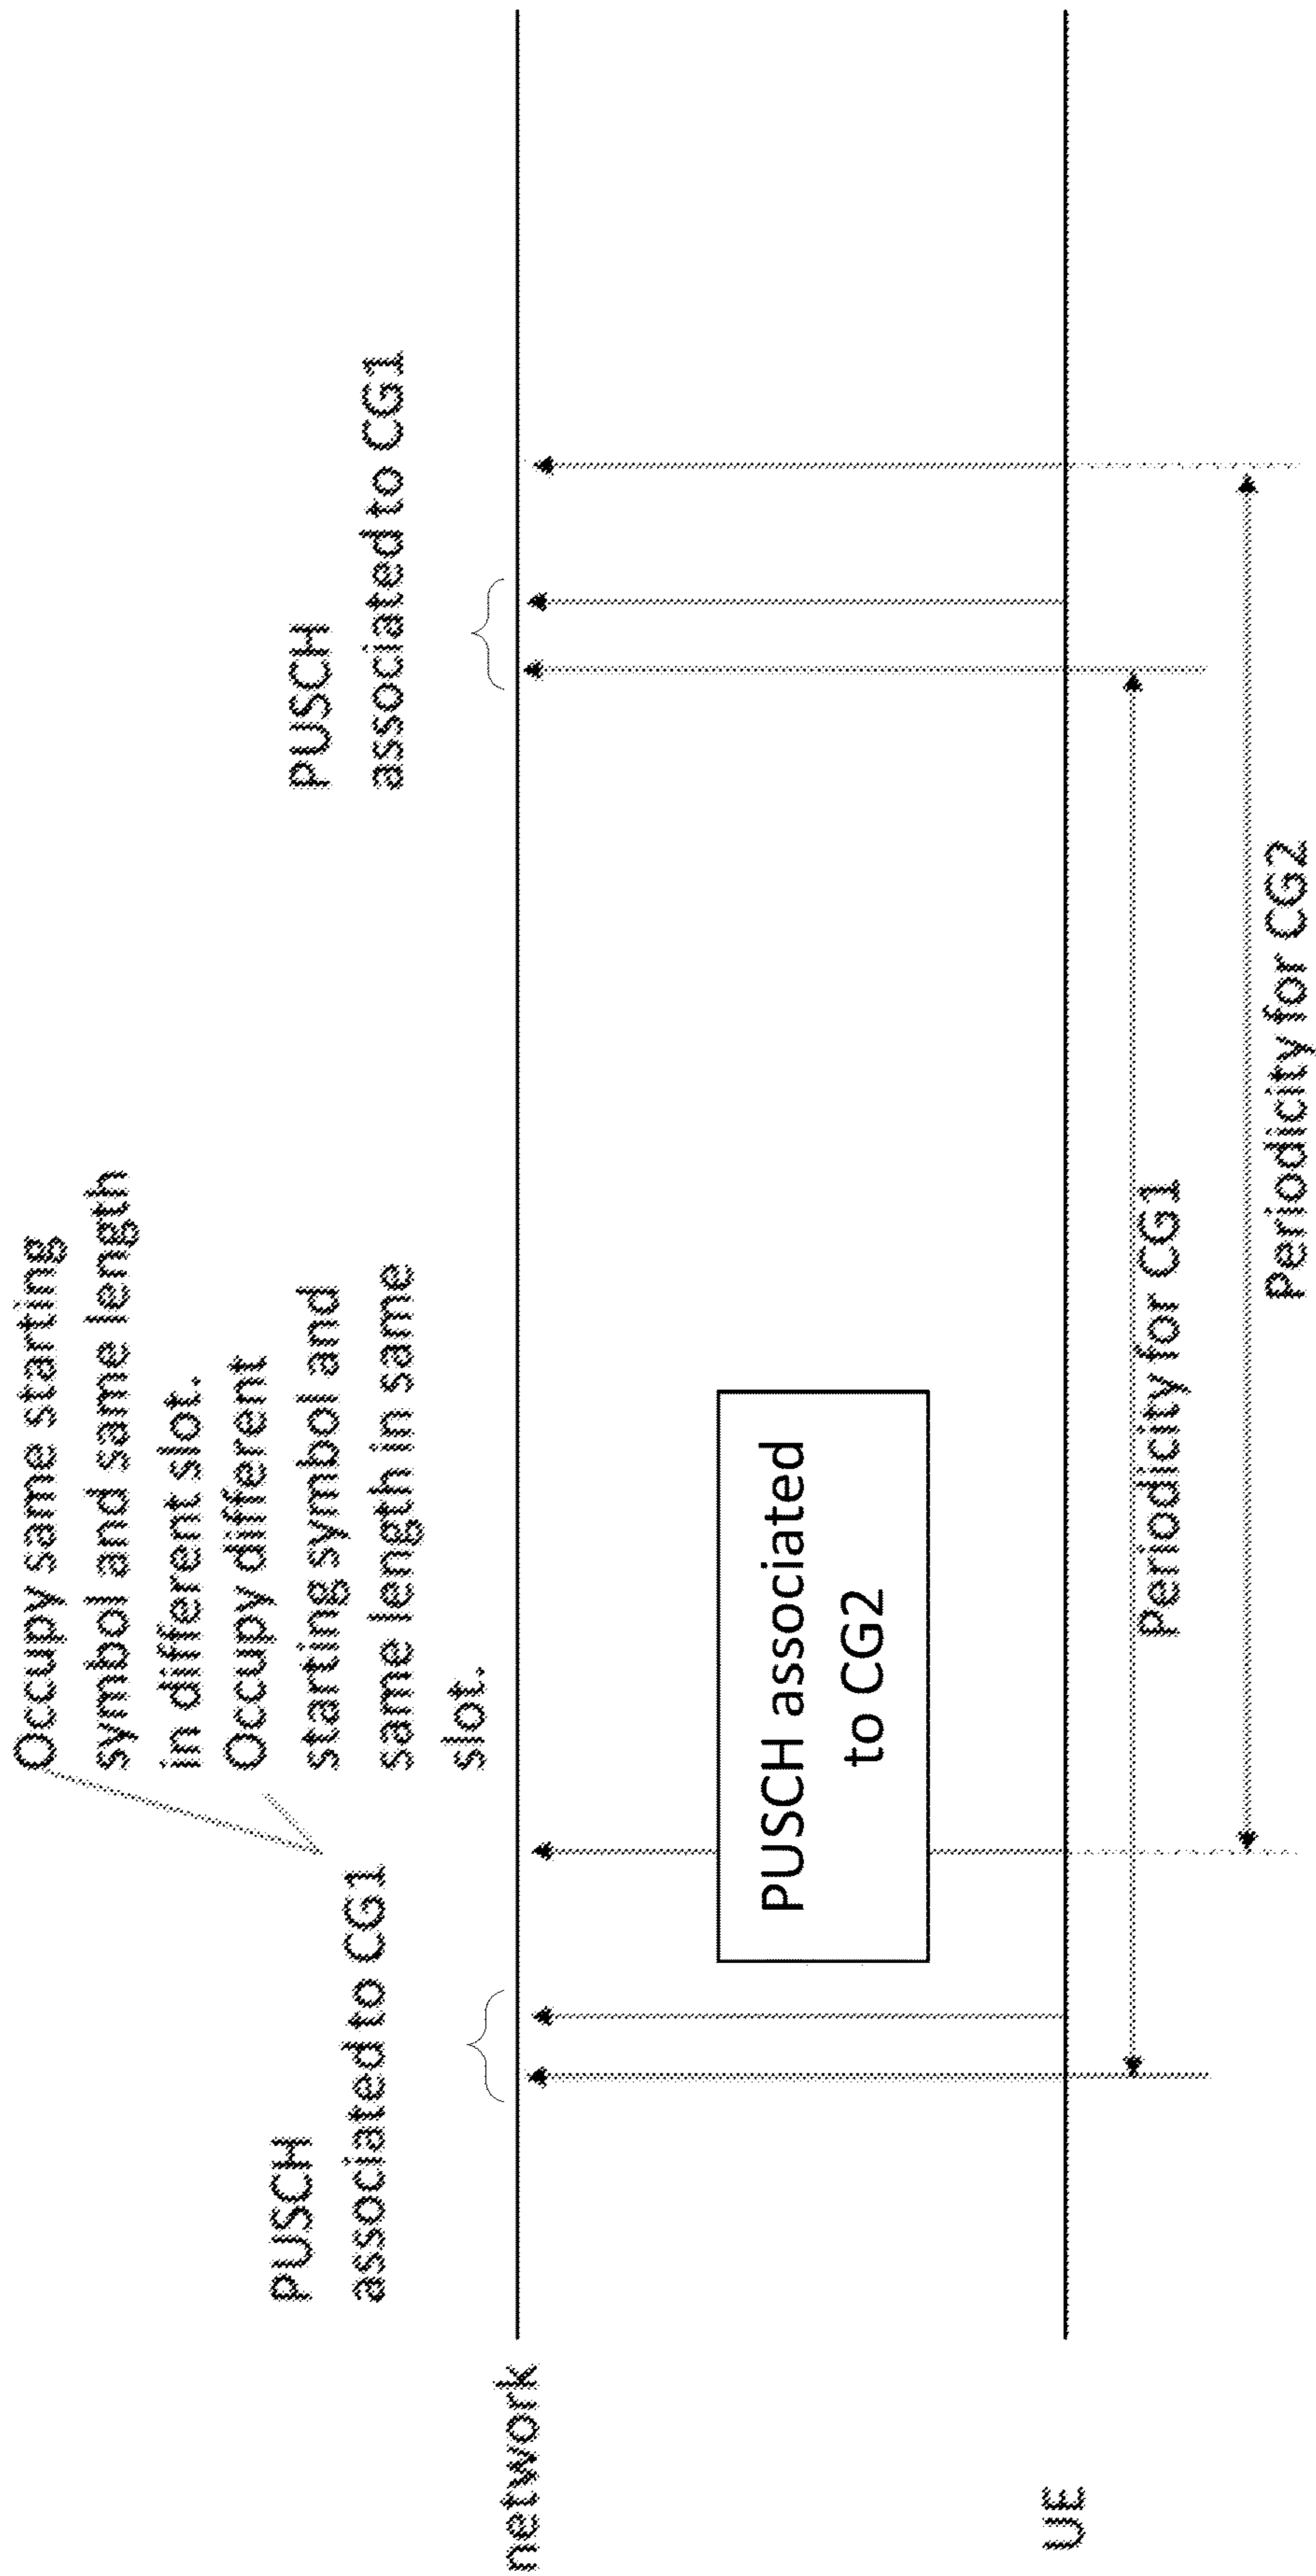 Occupy same starting
symbol and same length
in different slot.
Occupy different
starting symbol and
same length in same
slot.
PUSCH
associated to CG1
PUSCH
associated to CG1
network
PUSCH associated
to CG2
UE
Periodicity for CG1
Periodicity for CG2